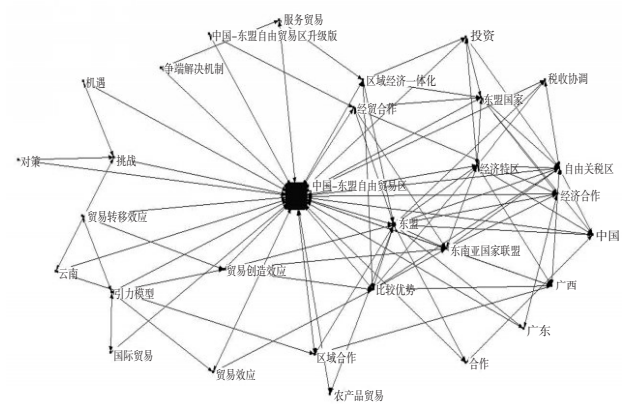 服务贸易
中国-东盟自由贸易区升级版
投资
争端解决机制
机遇
区域经济一体化
税收协调
东盟国家
经贸合作
对策
挑战
经济特区
自由关税区
中国-东盟自由贸易区
经济合作
贸易转移效应
东盟
中国
东南亚国家联盟
云南
贸易创造效应
引力模型
比较优势
广西
广东
国际贸易
区域合作
合作
贸易效应
农产品贸易